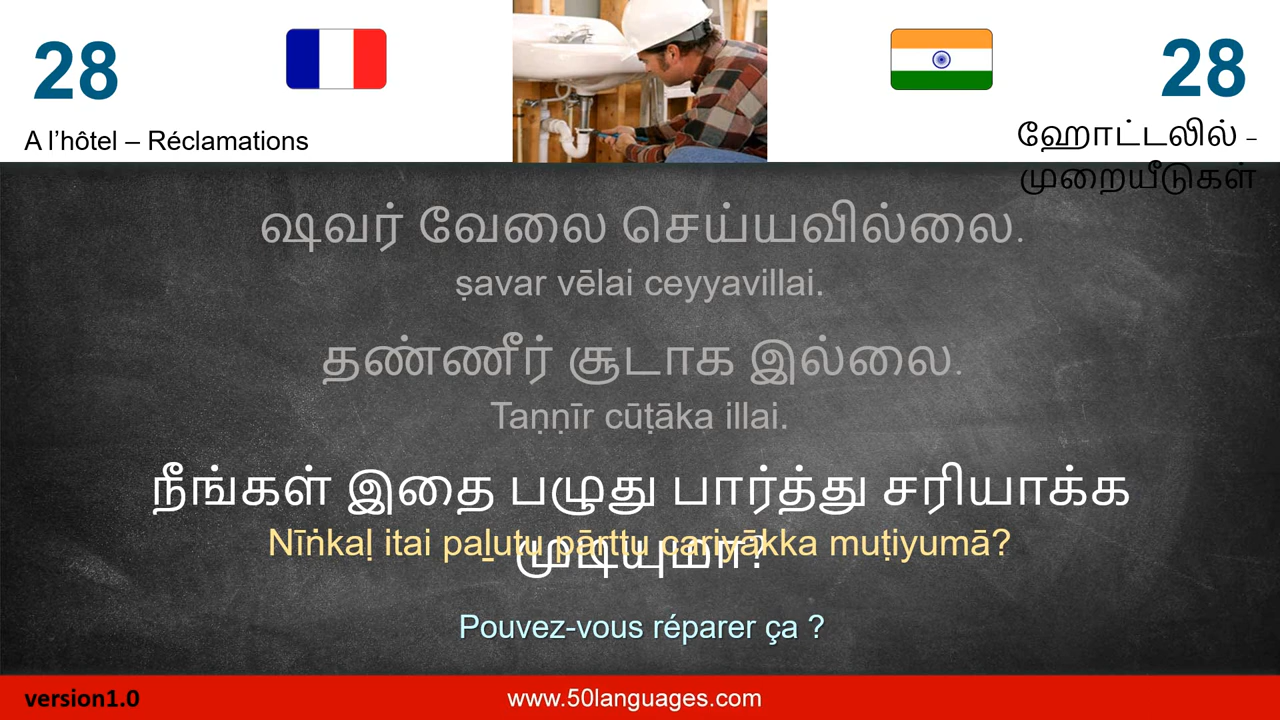 28
28
A l’hôtel – Réclamations
ஹோட்டலில் –
முறையீடுகள்
ஷவர் வேலை செய்யவில்லை.
ṣavar vēlai ceyyavillai.
தண்ணீர் சூடாக இல்லை.
Taṇṇīr cūṭāka illai.
நீங்கள் இதை பழுது பார்த்து சரியாக்க
முடியுமா?
Nīṅkaḷ itai paḻutu pārttu cariyākka muṭiyumā?
Pouvez-vous réparer ça ?
version1.0
www.50languages.com